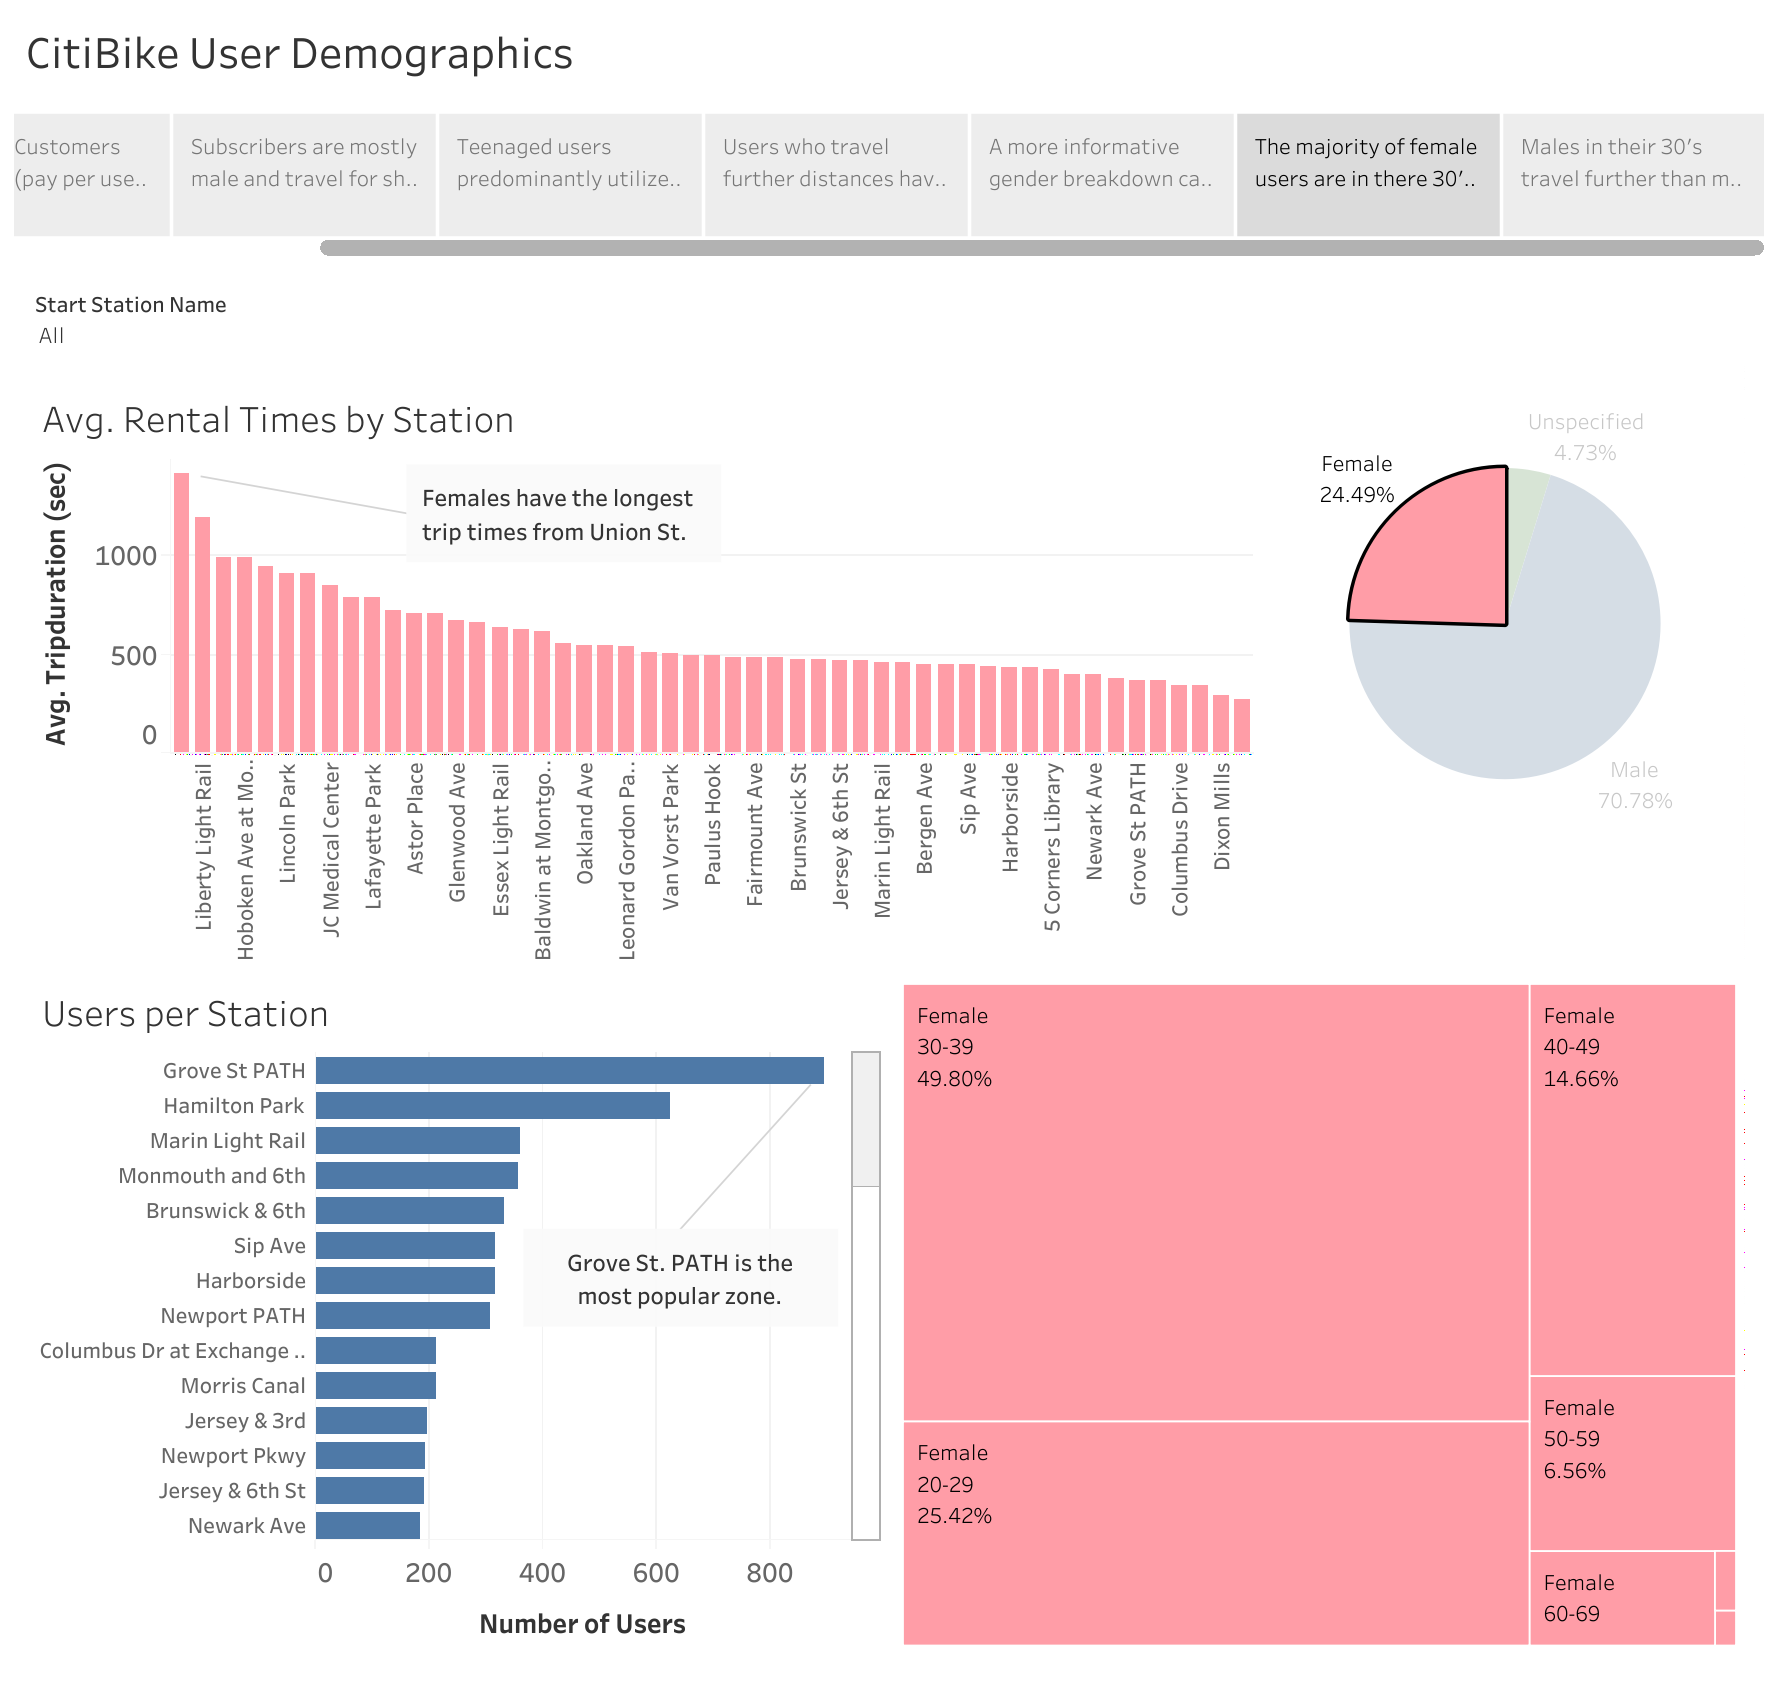 CitiBike User Demographics
Customers
(pay per use..
Subscribers are mostly
male and travel for sh..
Teenaged users
predominantly utilize..
Users who travel
further distances hav..
A more informative
gender breakdown ca..
The majority of female
users are in there 30’..
Males in their 30’s
travel further than m..
Start Station Name
All
Avg. Rental Times by Station
Avg. Tripduration (sec)
1000
500
0
Females have the longest
trip times from Union St.
Liberty Light Rail
Hoboken Ave at Mo..
Lincoln Park
JC Medical Center
Lafayette Park
Astor Place
Glenwood Ave
Essex Light Rail
Baldwin at Montgo..
Oakland Ave
Leonard Gordon Pa..
Van Vorst Park
Paulus Hook
Fairmount Ave
Brunswick St
Jersey & 6th St
Marin Light Rail
Bergen Ave
Sip Ave
Harborside
5 Corners Library
Newark Ave
Grove St PATH
Columbus Drive
Dixon Mills
Unspecified
4.73%
Female
24.49%
Male
70.78%
Users per Station
Grove St PATH
Hamilton Park
Marin Light Rail
Monmouth and 6th
Brunswick & 6th
Sip Ave
Harborside
Newport PATH
Columbus Dr at Exchange ..
Morris Canal
Jersey & 3rd
Newport Pkwy
Jersey & 6th St
Newark Ave
Grove St. PATH is the
most popular zone.
0
200
400
600
800
Number of Users
Female
30-39
49.80%
Female
20-29
25.42%
Female
40-49
14.66%
Female
50-59
6.56%
Female
60-69